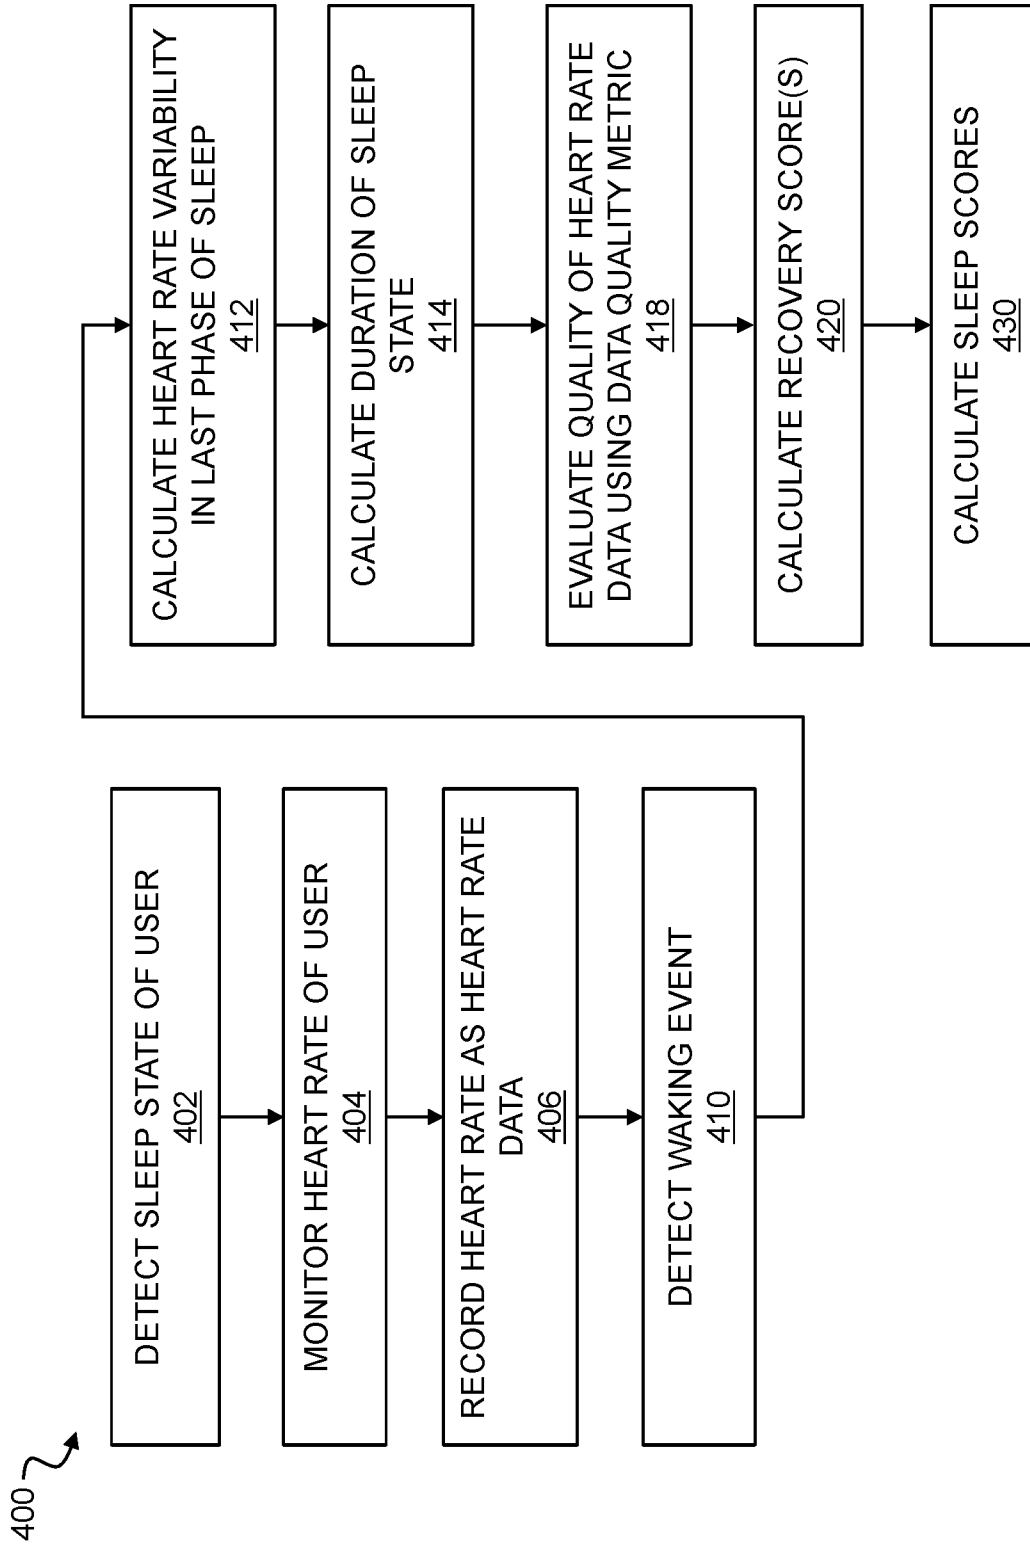 400
DETECT SLEEP STATE OF USER
402
MONITOR HEART RATE OF USER
404
RECORD HEART RATE AS HEART RATE
DATA
406
DETECT WAKING EVENT
410
CALCULATE HEART RATE VARIABILITY
IN LAST PHASE OF SLEEP
412
CALCULATE DURATION OF SLEEP
STATE
414
EVALUATE QUALITY OF HEART RATE
DATA USING DATA QUALITY METRIC
418
CALCULATE RECOVERY SCORE(S)
420
CALCULATE SLEEP SCORES
430